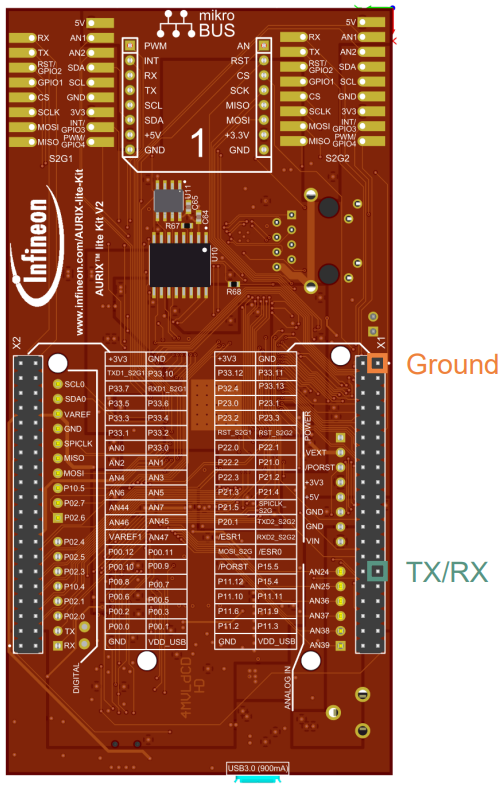 mikro
BUS
5V
RX AN1
TX AN2
RST/
GPIO2 SDA
GPIO1 SCL
CS GND
SCLK 3V3
MOSI INT/
GPIO3
MISO PWM/
GPIO4
S2G1
PWM AN
INT RST
RX CS
TX SCK
SCL MISO
SDA MOSI
+5V +3.3V
GND GND
1
5V
RX AN1
TX AN2
RST/
GPIO2 SDA
GPIO1 SCL
CS GND
SCLK 3V3
MOSI INT/
GPIO3
MISO PWM/
GPIO4
S2G2
Infineon
www.infineon.com/AURIX-lite-Kit
AURIX™ lite Kit V2
U11
C65
C64
R67
U10
R68
X2
X1
Ground
TX/RX
SCL0
SDA0
VAREF
GND
SPICLK
MISO
MOSI
P10.5
P02.7
P02.6
P02.4
P02.5
P02.3
P10.4
P02.1
P02.0
TX
RX
DIGITAL
+3V3 GND
TXD1_S2G1 P33.10
P33.7 RXD1_S2G1
P33.5 P33.6
P33.3 P33.4
P33.1 P33.2
AN0 P33.0
AN2 AN1
AN4 AN3
AN6 AN5
AN44 AN7
AN46 AN45
VAREF1 AN47
P00.12 P00.11
P00.10 P00.9
P00.8 P00.7
P00.6 P00.5
P00.2 P00.3
P00.0 P00.1
GND VDD_USB
+3V3 GND
P33.12 P33.11
P32.4 P33.13
P23.0 P23.1
P23.2 P23.3
RST_S2G1 RST_S2G2
P22.0 P22.1
P22.2 P21.0
P22.3 P21.2
P21.3 P21.4
P21.5 SPICLK_
S2G
P20.1 TXD2_S2G2
/ESR1 RXD2_S2G2
MOSI_S2G /ESR0
/PORST P15.5
P11.12 P15.4
P11.10 P11.11
P11.6 P11.9
P11.2 P11.3
GND VDD_USB
POWER
VEXT
/PORST
+3V3
+5V
GND
GND
VIN
AN24
AN25
AN36
AN37
AN38
AN39
ANALOG IN
4MVLdCD
HD
USB3.0 (900mA)